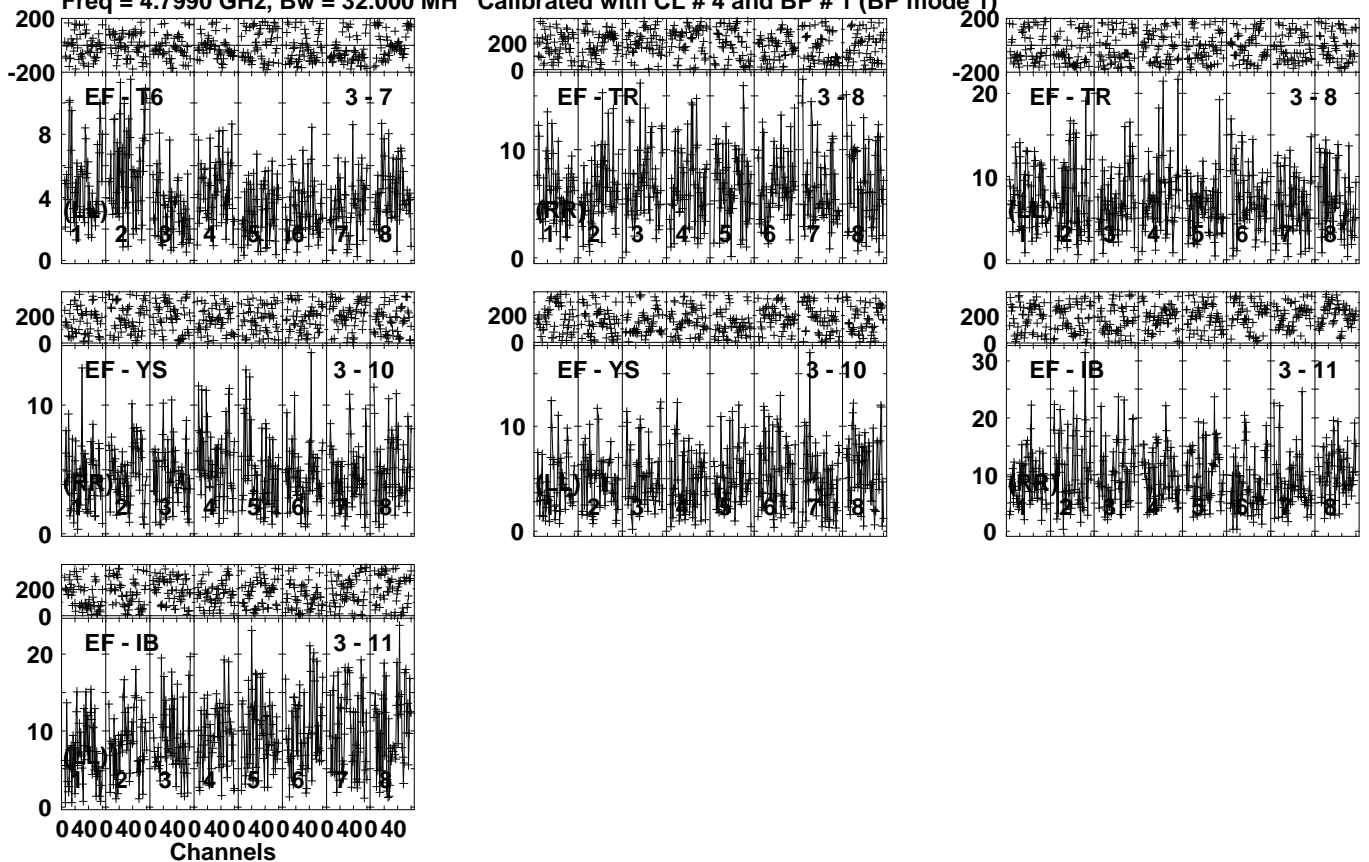 Freq = 4.7990 GHz, Bw = 32.000 MH Calibrated with CL # 4 and BP # 1 (BP mode 1)
200
-200
EF - T6 3 - 7
8
4
0
(LL)
1 2 3 4 5 6 7 8
200
0
EF - TR 3 - 8
10
0
(RR)
1 2 3 4 5 6 7 8
200
-200
20
EF - TR 3 - 8
10
0
(LL)
1 2 3 4 5 6 7 8
200
0
EF - YS 3 - 10
10
0
(RR)
1 2 3 4 5 6 7 8
200
0
EF - YS 3 - 10
10
0
(LL)
1 2 3 4 5 6 7 8
200
0
30
EF - IB 3 - 11
20
10
0
(RR)
1 2 3 4 5 6 7 8
200
0
EF - IB 3 - 11
20
10
0
(LL)
1 2 3 4 5 6 7 8
0 40 0 40 0 40 0 40 0 40 0 40 0 40 0 40
Channels